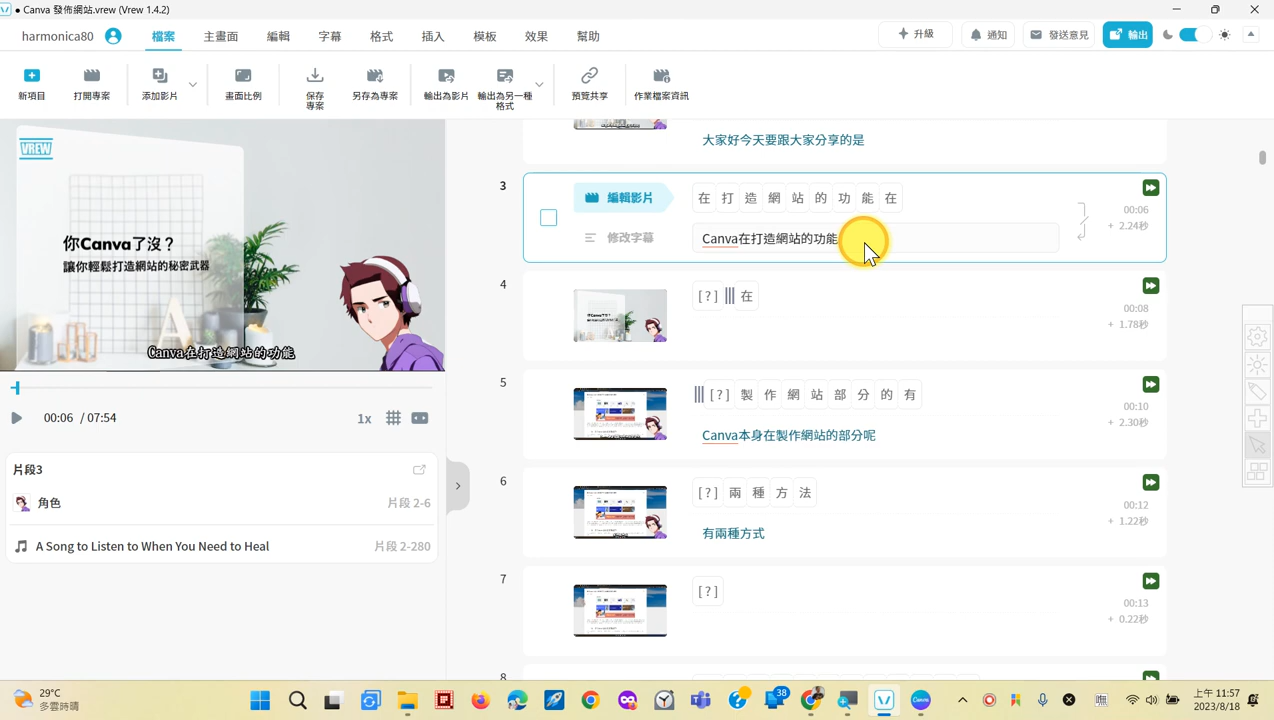 ● Canva 發佈網站.vrew (Vrew 1.4.2)
harmonica80
檔案
主畫面
編輯
字幕
格式
插入
模板
效果
幫助
升級
通知
發送意見
輸出
新項目
打開專案
添加影片
畫面比例
保存
專案
另存為專案
輸出為影片
輸出為另一種
格式
預覽共享
作業檔案資訊
VREW
你Canva了沒？
讓你輕鬆打造網站的秘密武器
Canva在打造網站的功能
00:06 / 07:54
1x
片段3
角色
片段 2-6
A Song to Listen to When You Need to Heal
片段 2-280
大家好今天要跟大家分享的是
3
編輯影片
在 打 造 網 站 的 功 能 在
修改字幕
Canva在打造網站的功能
00:06
+ 2.24秒
4
[ ? ] 在
00:08
+ 1.78秒
5
[ ? ] 製 作 網 站 部 分 的 有
Canva本身在製作網站的部分呢
00:10
+ 2.30秒
6
[ ? ] 兩 種 方 法
有兩種方式
00:12
+ 1.22秒
7
[ ? ]
00:13
+ 0.22秒
8
29°C
多雲時晴
38
Canva
上午 11:57
2023/8/18